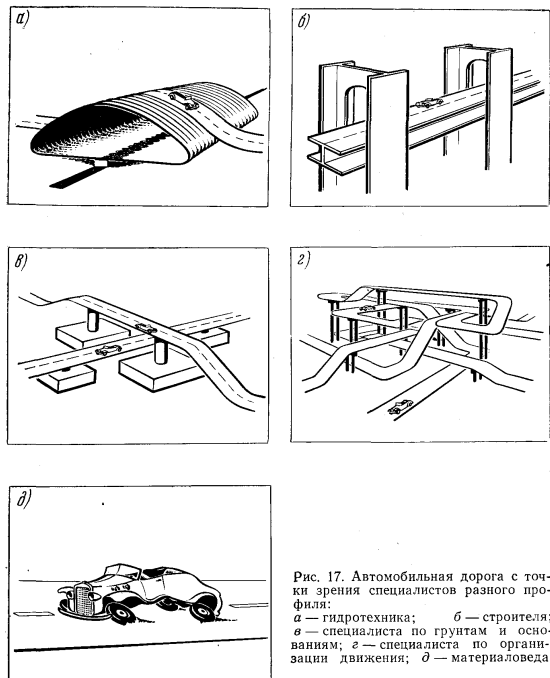 а)
б)
в)
г)
д)
Рис. 17. Автомобильная дорога с точ-
ки зрения специалистов разного про-
филя:
а — гидротехника; б — строителя;
в — специалиста по грунтам и осно-
ваниям; г — специалиста по органи-
зации движения; д — материаловеда